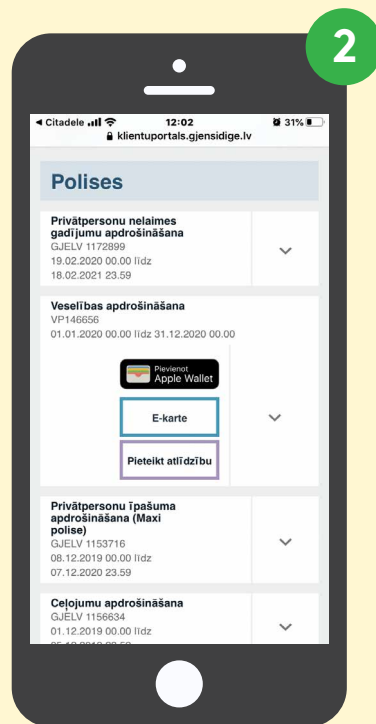 2
Citadele 12:02 31%
klientuportals.gjensidige.lv
Polises
Privātpersonu nelaimes
gadījumu apdrošināšana
GJELV 1172899
19.02.2020 00.00 līdz
18.02.2021 23.59
Veselības apdrošināšana
VP146656
01.01.2020 00.00 līdz 31.12.2020 00.00
Pievienot
Apple Wallet
E-karte
Pieteikt atlīdzību
Privātpersonu īpašuma
apdrošināšana (Maxi
polise)
GJELV 1153716
08.12.2019 00.00 līdz
07.12.2020 23.59
Ceļojumu apdrošināšana
GJELV 1156634
01.12.2019 00.00 līdz